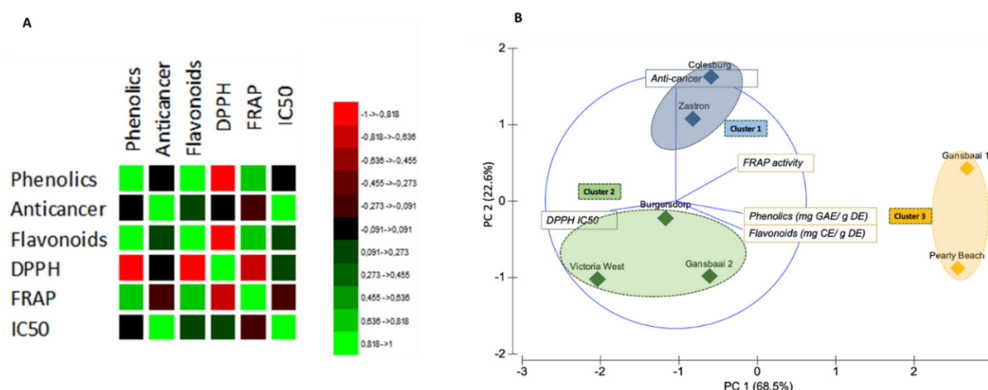 A
Phenolics
Anticancer
Flavonoids
DPPH
FRAP
IC50
Phenolics
Anticancer
Flavonoids
DPPH
FRAP
IC50
-1->-0,818
-0,818->-0,636
-0,636->-0,455
-0,455->-0,273
-0,273->-0,091
-0,091->0,091
0,091->0,273
0,273->0,455
0,455->0,636
0,636->0,818
0,818->1
B
2
1
0
-1
-2
PC 2 (22.6%)
Colesburg
Anti-cancer
Zastron
Cluster 1
FRAP activity
Gansbaai 1
Cluster 2
Burgersdorp
DPPH IC50
Phenolics (mg GAE/ g DE)
Flavonoids (mg CE/ g DE)
Cluster 3
Victoria West
Gansbaai 2
Pearly Beach
-3
-2
-1
0
1
2
3
PC 1 (68.5%)